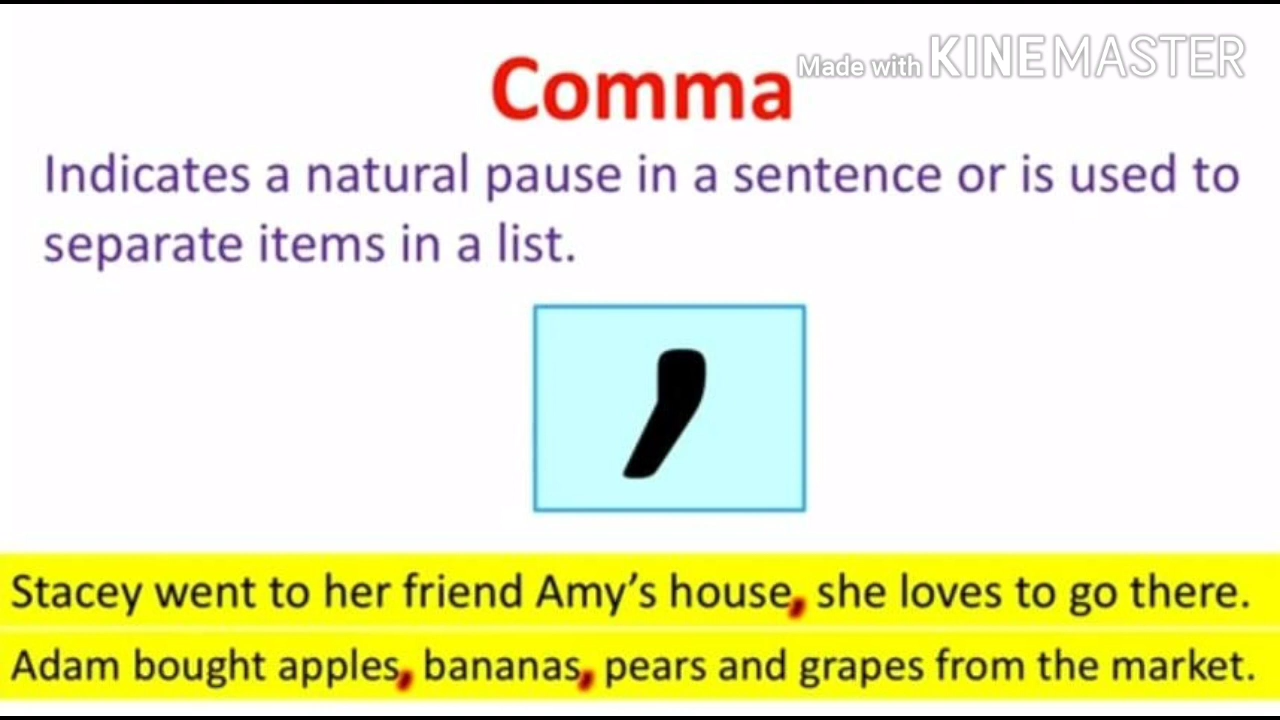 Made with KINEMASTER
Comma
Indicates a natural pause in a sentence or is used to
separate items in a list.
,
Stacey went to her friend Amy’s house, she loves to go there.
Adam bought apples, bananas, pears and grapes from the market.